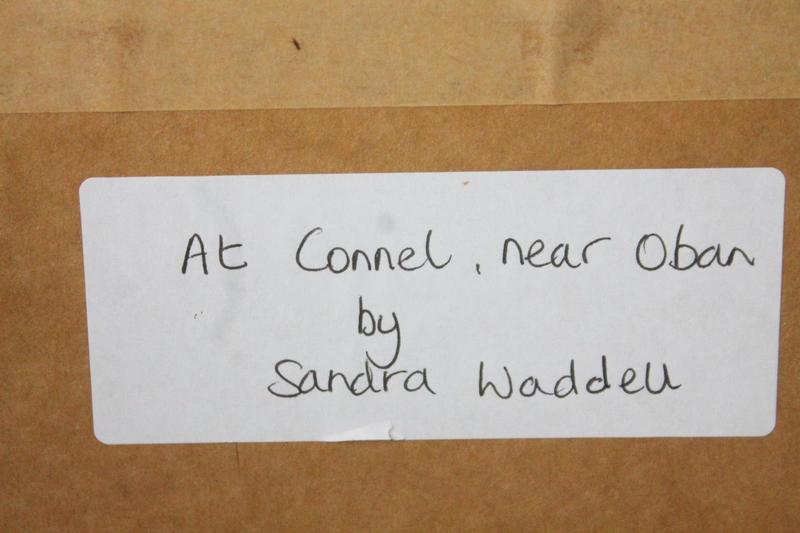 At Connel, near Oban
by
Sandra Waddell